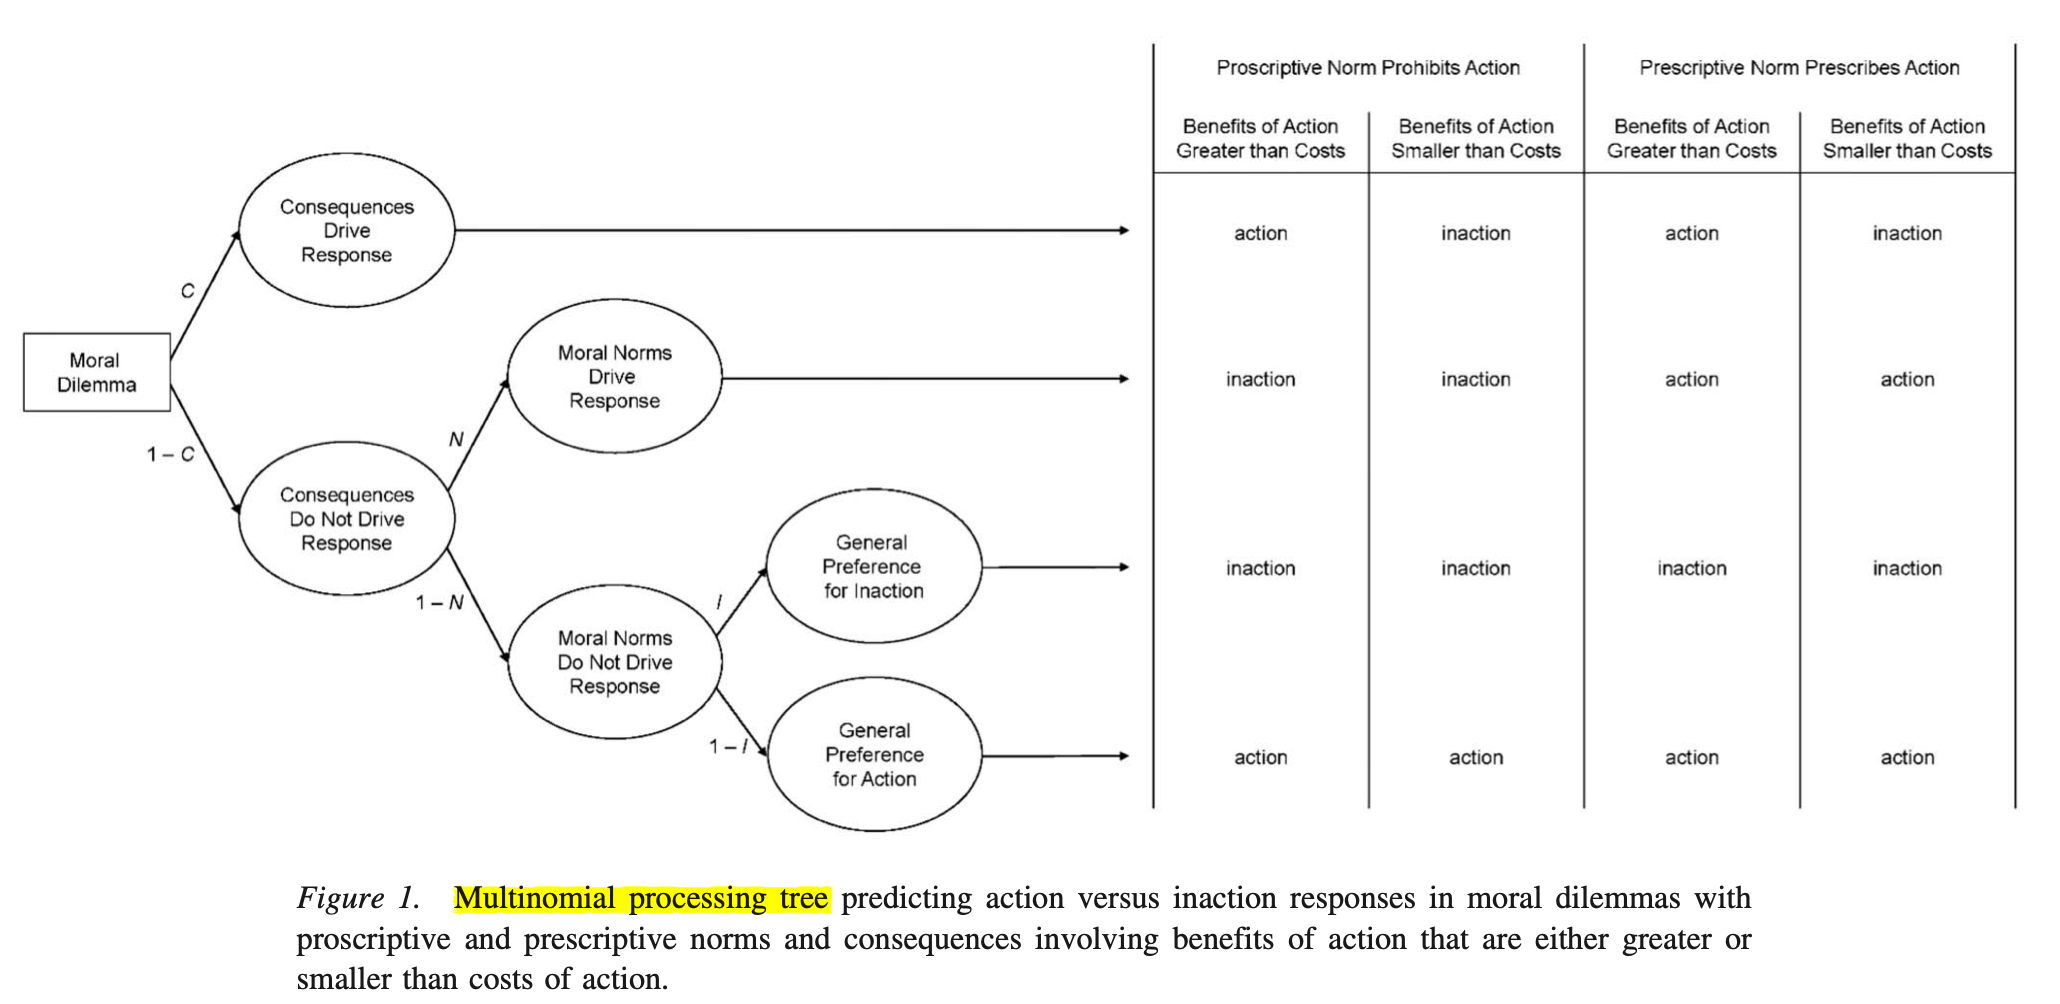 Proscriptive Norm Prohibits Action
Prescriptive Norm Prescribes Action
Benefits of Action
Greater than Costs
Benefits of Action
Smaller than Costs
Benefits of Action
Greater than Costs
Benefits of Action
Smaller than Costs
Moral
Dilemma
C
1 – C
Consequences
Drive
Response
action
inaction
action
inaction
Consequences
Do Not Drive
Response
N
1 – N
Moral Norms
Drive
Response
inaction
inaction
action
action
Moral Norms
Do Not Drive
Response
I
1 – I
General
Preference
for Inaction
inaction
inaction
inaction
inaction
General
Preference
for Action
action
action
action
action
Figure 1. Multinomial processing tree predicting action versus inaction responses in moral dilemmas with
proscriptive and prescriptive norms and consequences involving benefits of action that are either greater or
smaller than costs of action.